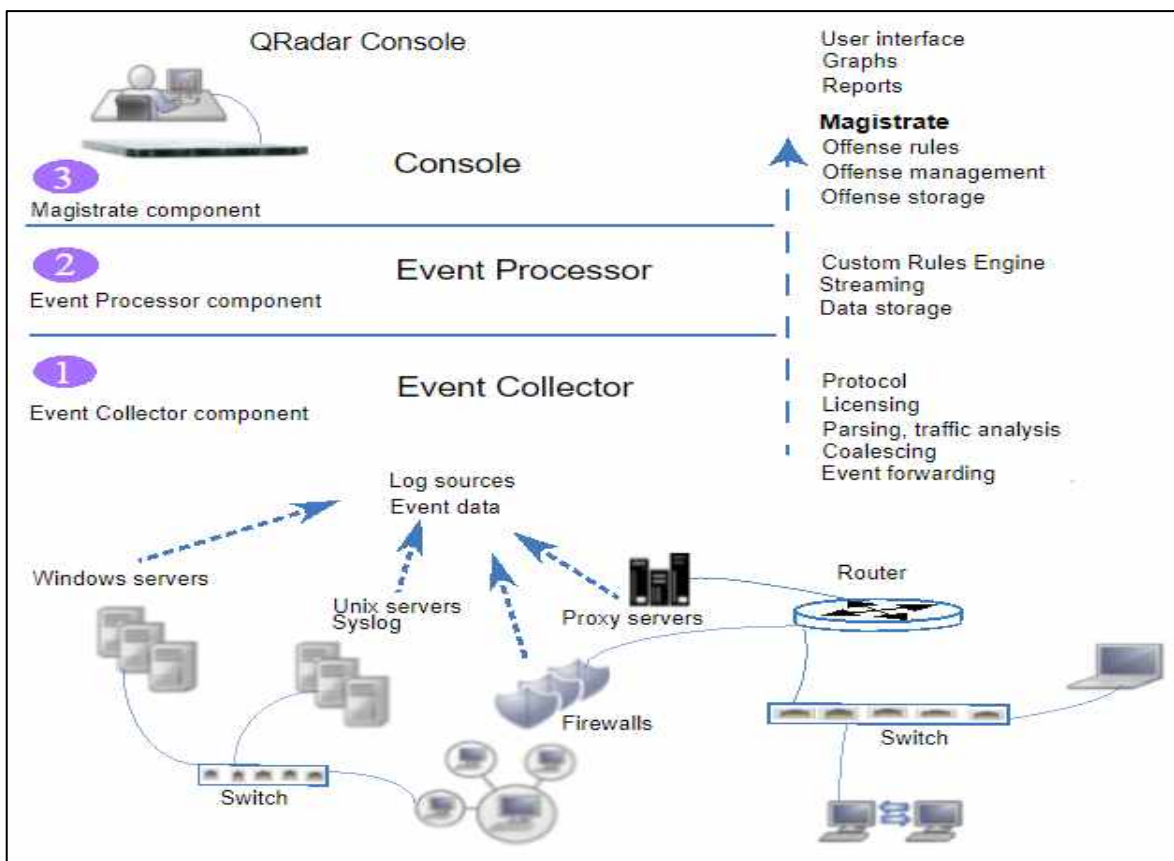 QRadar Console
User interface
Graphs
Reports
Magistrate
Offense rules
Offense management
Offense storage
Console
3
Magistrate component
2
Event Processor
Event Processor component
Custom Rules Engine
Streaming
Data storage
1
Event Collector
Event Collector component
Protocol
Licensing
Parsing, traffic analysis
Coalescing
Event forwarding
Log sources
Event data
Windows servers
Unix servers
Syslog
Proxy servers
Router
Firewalls
Switch
Switch